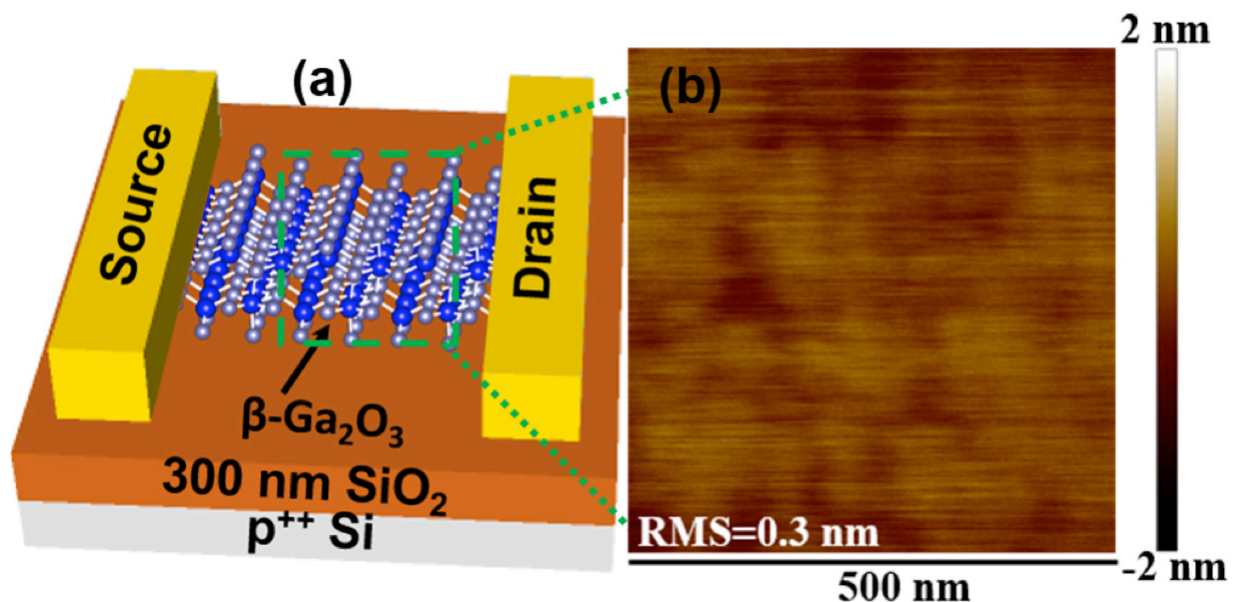 (a)
Source
Drain
β-Ga₂O₃
300 nm SiO₂
p⁺⁺ Si
(b)
2 nm
RMS=0.3 nm
-2 nm
500 nm